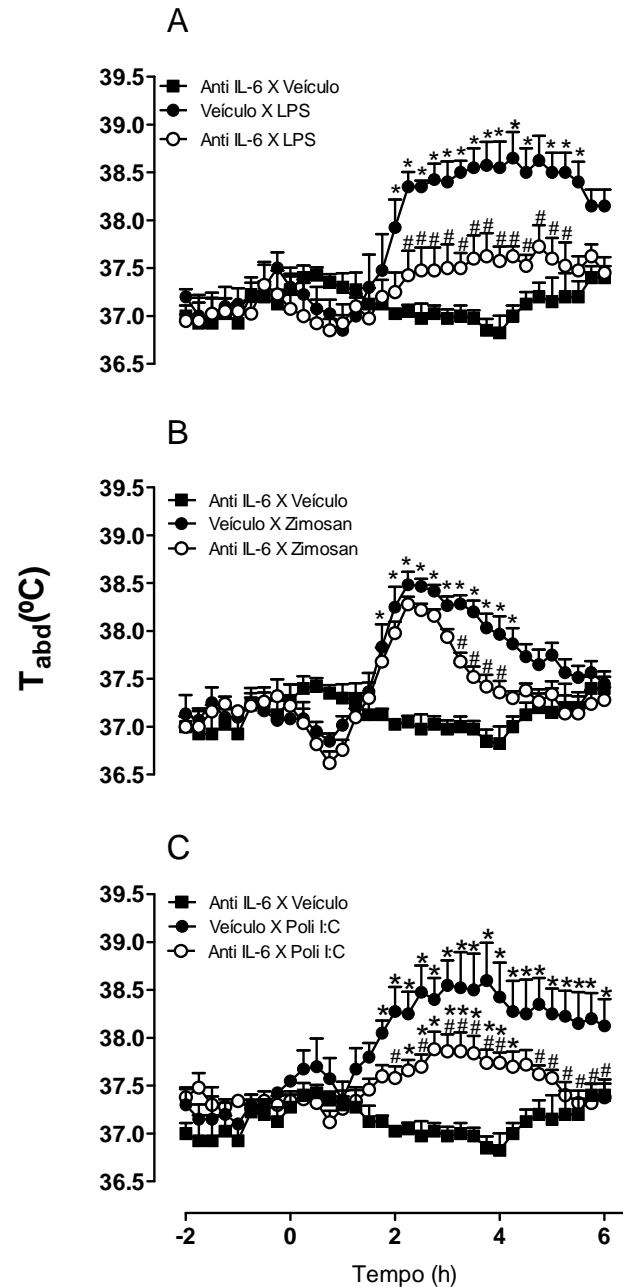 A
39.5
Anti IL-6 X Veículo
39.0
Veículo X LPS
Anti IL-6 X LPS
38.5
38.0
37.5
37.0
36.5
* * * * * * * * * * * * * * *
# # # # # # # # # # # # #
B
39.5
Anti IL-6 X Veículo
39.0
Veículo X Zimosan
Anti IL-6 X Zimosan
38.5
38.0
37.5
37.0
36.5
* * * * * * * * * * *
# # # #
Tabd(ºC)
C
39.5
Anti IL-6 X Veículo
39.0
Veículo X Poli I:C
Anti IL-6 X Poli I:C
38.5
38.0
37.5
37.0
36.5
-2 0 2 4 6
Tempo (h)